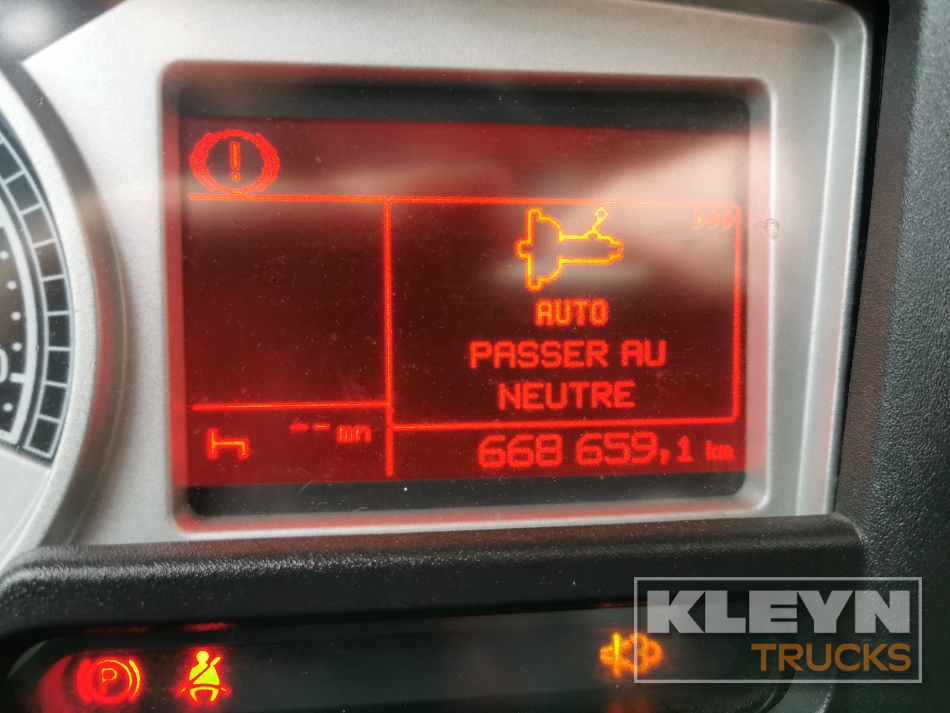 AUTO
PASSER AU
NEUTRE
-- mn
668 659,1 km
P
KLEYN
TRUCKS